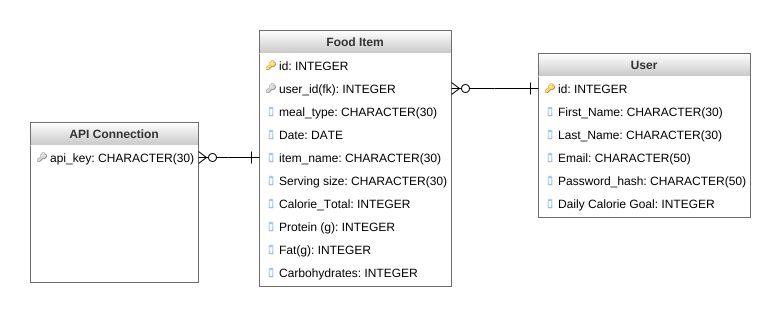 API Connection
api_key: CHARACTER(30)
Food Item
id: INTEGER
user_id(fk): INTEGER
meal_type: CHARACTER(30)
Date: DATE
item_name: CHARACTER(30)
Serving size: CHARACTER(30)
Calorie_Total: INTEGER
Protein (g): INTEGER
Fat(g): INTEGER
Carbohydrates: INTEGER
User
id: INTEGER
First_Name: CHARACTER(30)
Last_Name: CHARACTER(30)
Email: CHARACTER(50)
Password_hash: CHARACTER(50)
Daily Calorie Goal: INTEGER